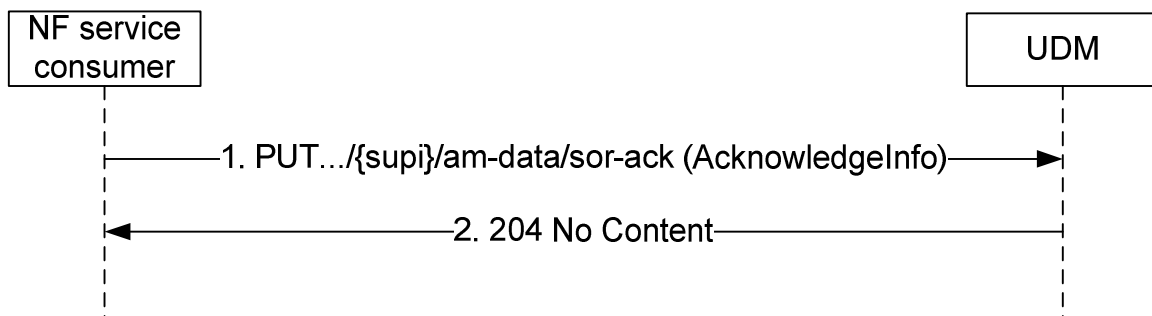 NF service
consumer
UDM
1. PUT.../{supi}/am-data/sor-ack (AcknowledgeInfo)
2. 204 No Content